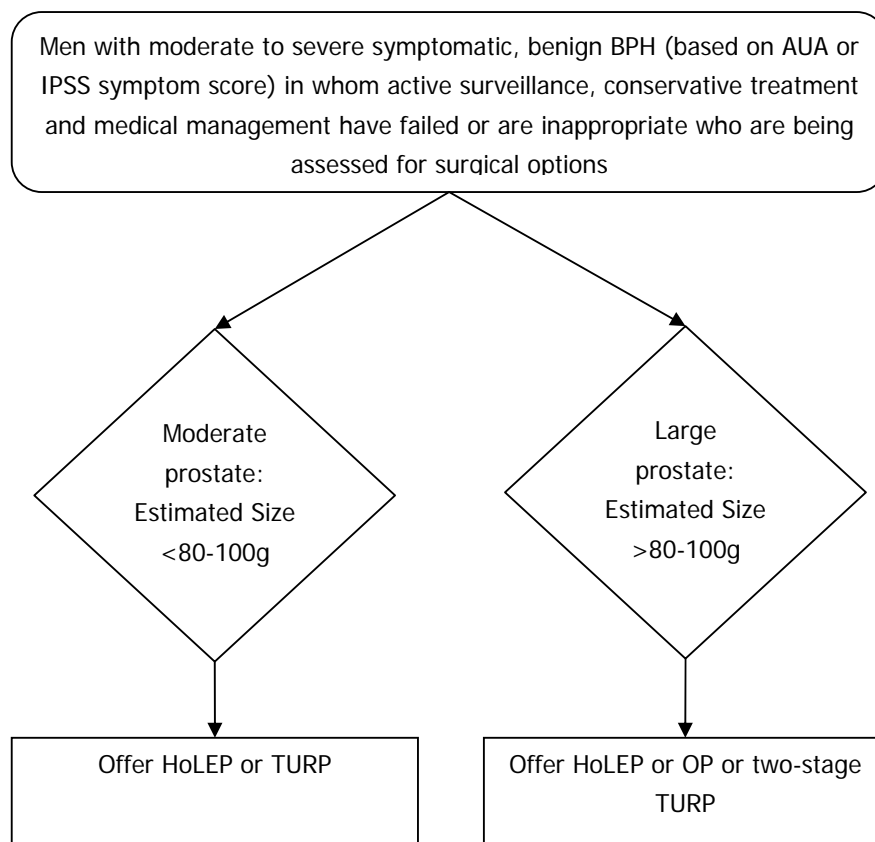 Men with moderate to severe symptomatic, benign BPH (based on AUA or
IPSS symptom score) in whom active surveillance, conservative treatment
and medical management have failed or are inappropriate who are being
assessed for surgical options
Moderate
prostate:
Estimated Size
<80-100g
Large
prostate:
Estimated Size
>80-100g
Offer HoLEP or TURP
Offer HoLEP or OP or two-stage
TURP